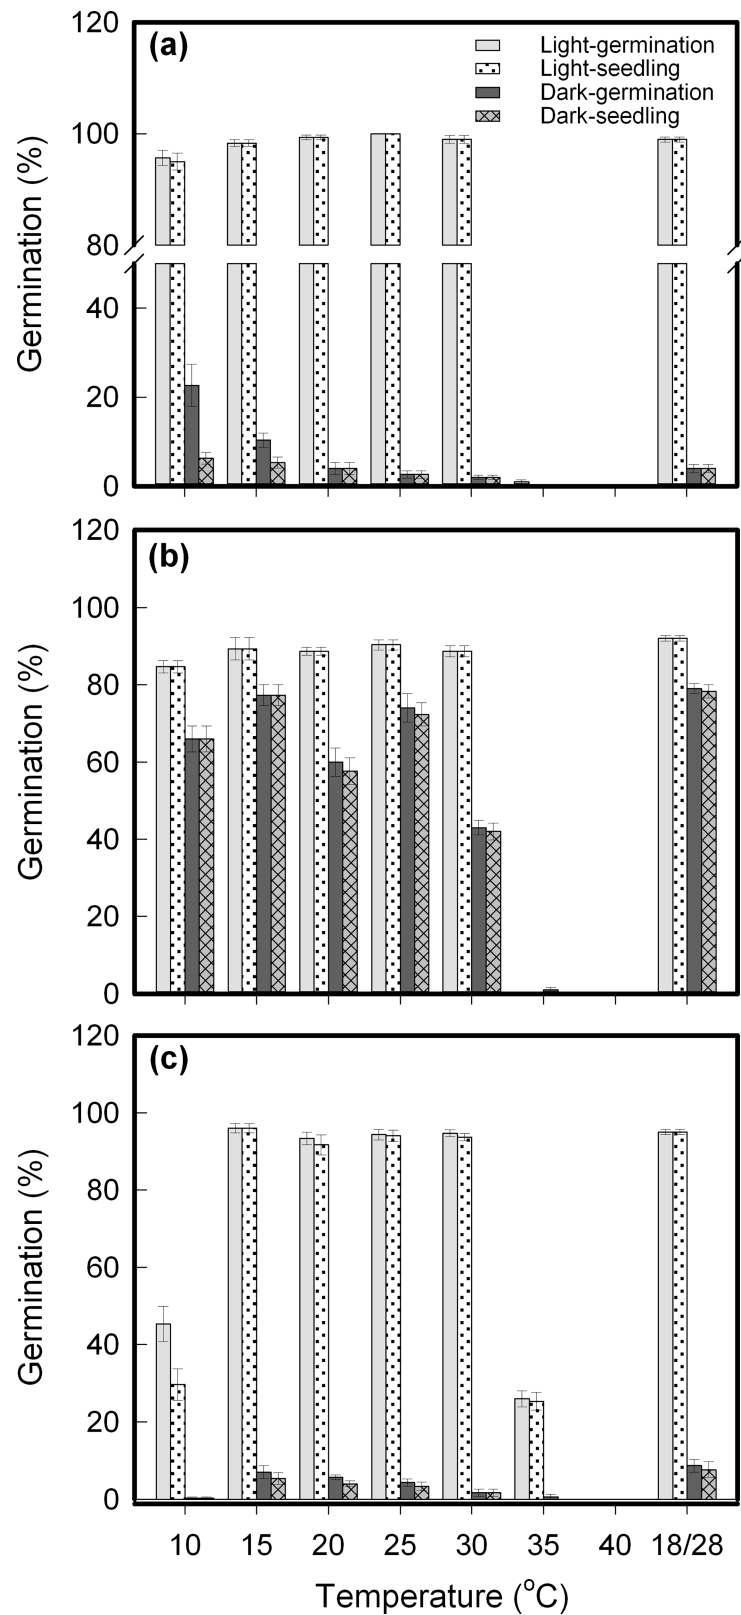 120
(a)
Light-germination
Light-seedling
Dark-germination
Dark-seedling
100
80
40
20
0
Germination (%)
120
(b)
100
80
60
40
20
0
Germination (%)
120
(c)
100
80
60
40
20
0
Germination (%)
10 15 20 25 30 35 40 18/28
Temperature (°C)